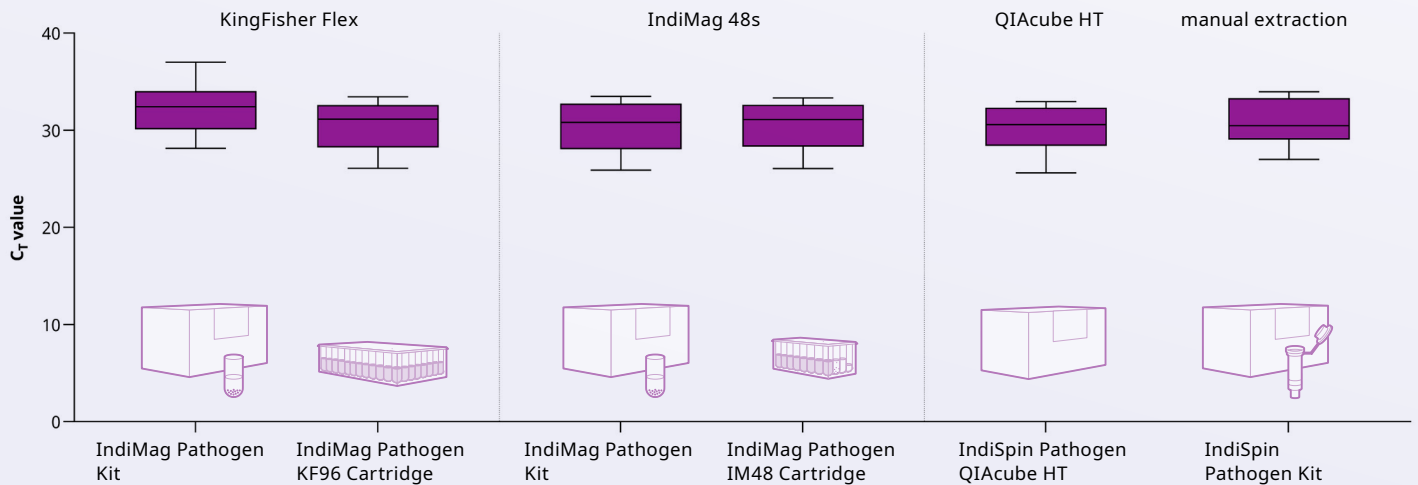 KingFisher Flex
IndiMag 48s
QIAcube HT
manual extraction
40
30
20
10
0
CT value
IndiMag Pathogen
Kit
IndiMag Pathogen
KF96 Cartridge
IndiMag Pathogen
Kit
IndiMag Pathogen
IM48 Cartridge
IndiSpin Pathogen
QIAcube HT
IndiSpin
Pathogen Kit